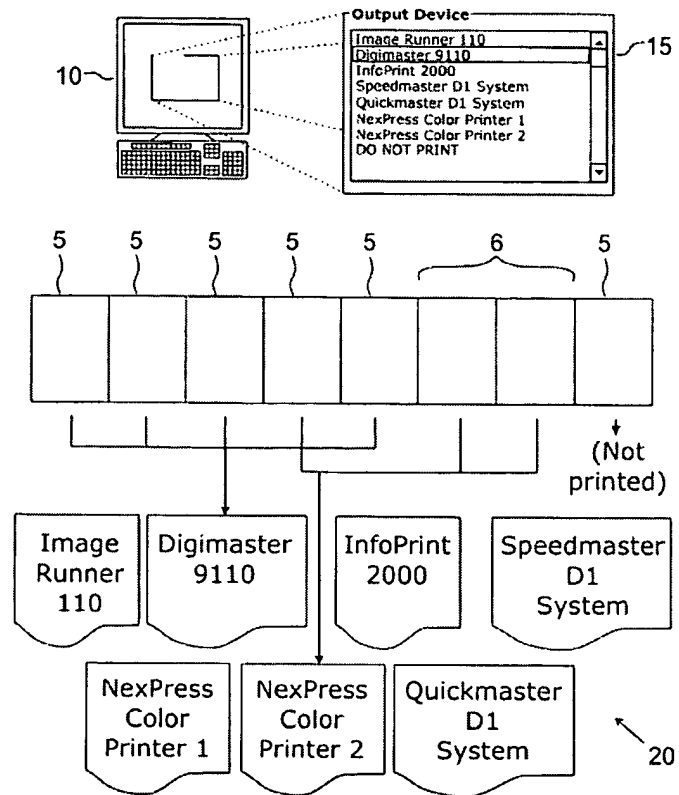 Output Device
Image Runner 110
Digimaster 9110
InfoPrint 2000
Speedmaster D1 System
Quickmaster D1 System
NexPress Color Printer 1
NexPress Color Printer 2
DO NOT PRINT
10
15
5 5 5 5 5 6 5
(Not
printed)
Image
Runner
110
Digimaster
9110
InfoPrint
2000
Speedmaster
D1
System
NexPress
Color
Printer 1
NexPress
Color
Printer 2
Quickmaster
D1
System
20